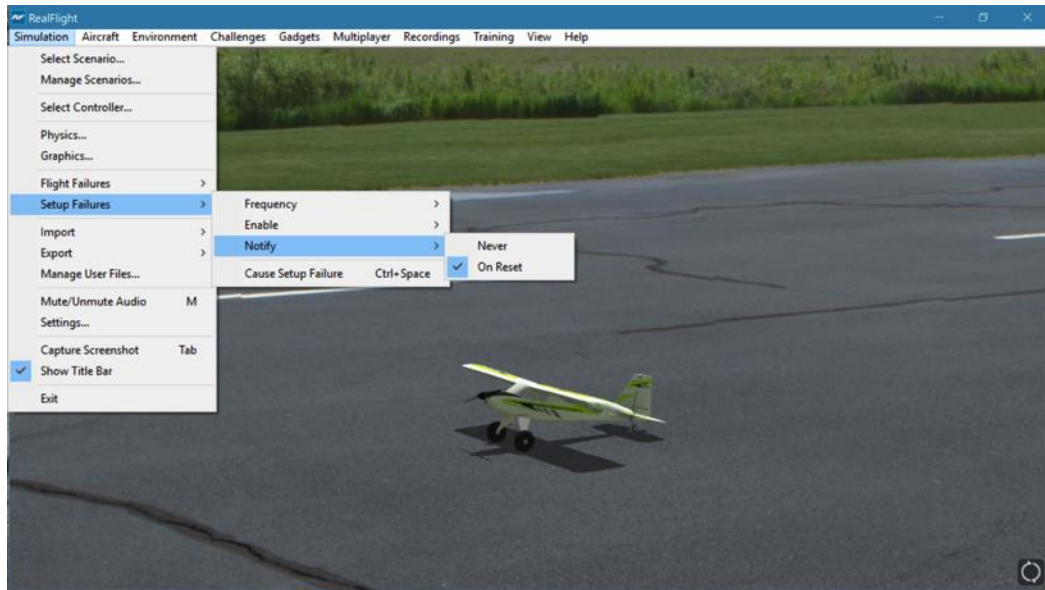 RealFlight
Simulation Aircraft Environment Challenges Gadgets Multiplayer Recordings Training View Help
Select Scenario...
Manage Scenarios...
Select Controller...
Physics...
Graphics...
Flight Failures
Setup Failures
Import
Export
Manage User Files...
Mute/Unmute Audio M
Settings...
Capture Screenshot Tab
Show Title Bar
Exit
Frequency
Enable
Notify
Cause Setup Failure Ctrl+Space
Never
On Reset